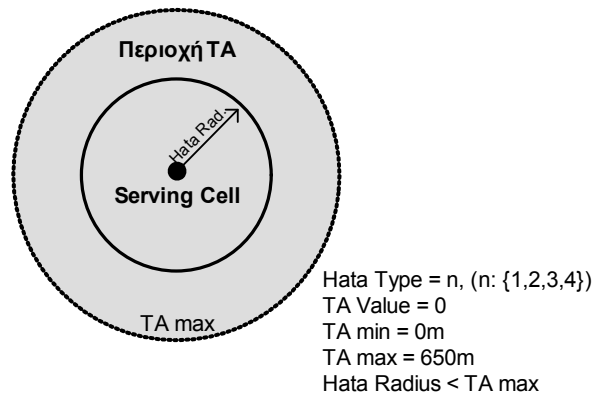 Περιοχή TA
Hata Rad.
Serving Cell
TA max
Hata Type = n, (n: {1,2,3,4})
TA Value = 0
TA min = 0m
TA max = 650m
Hata Radius < TA max